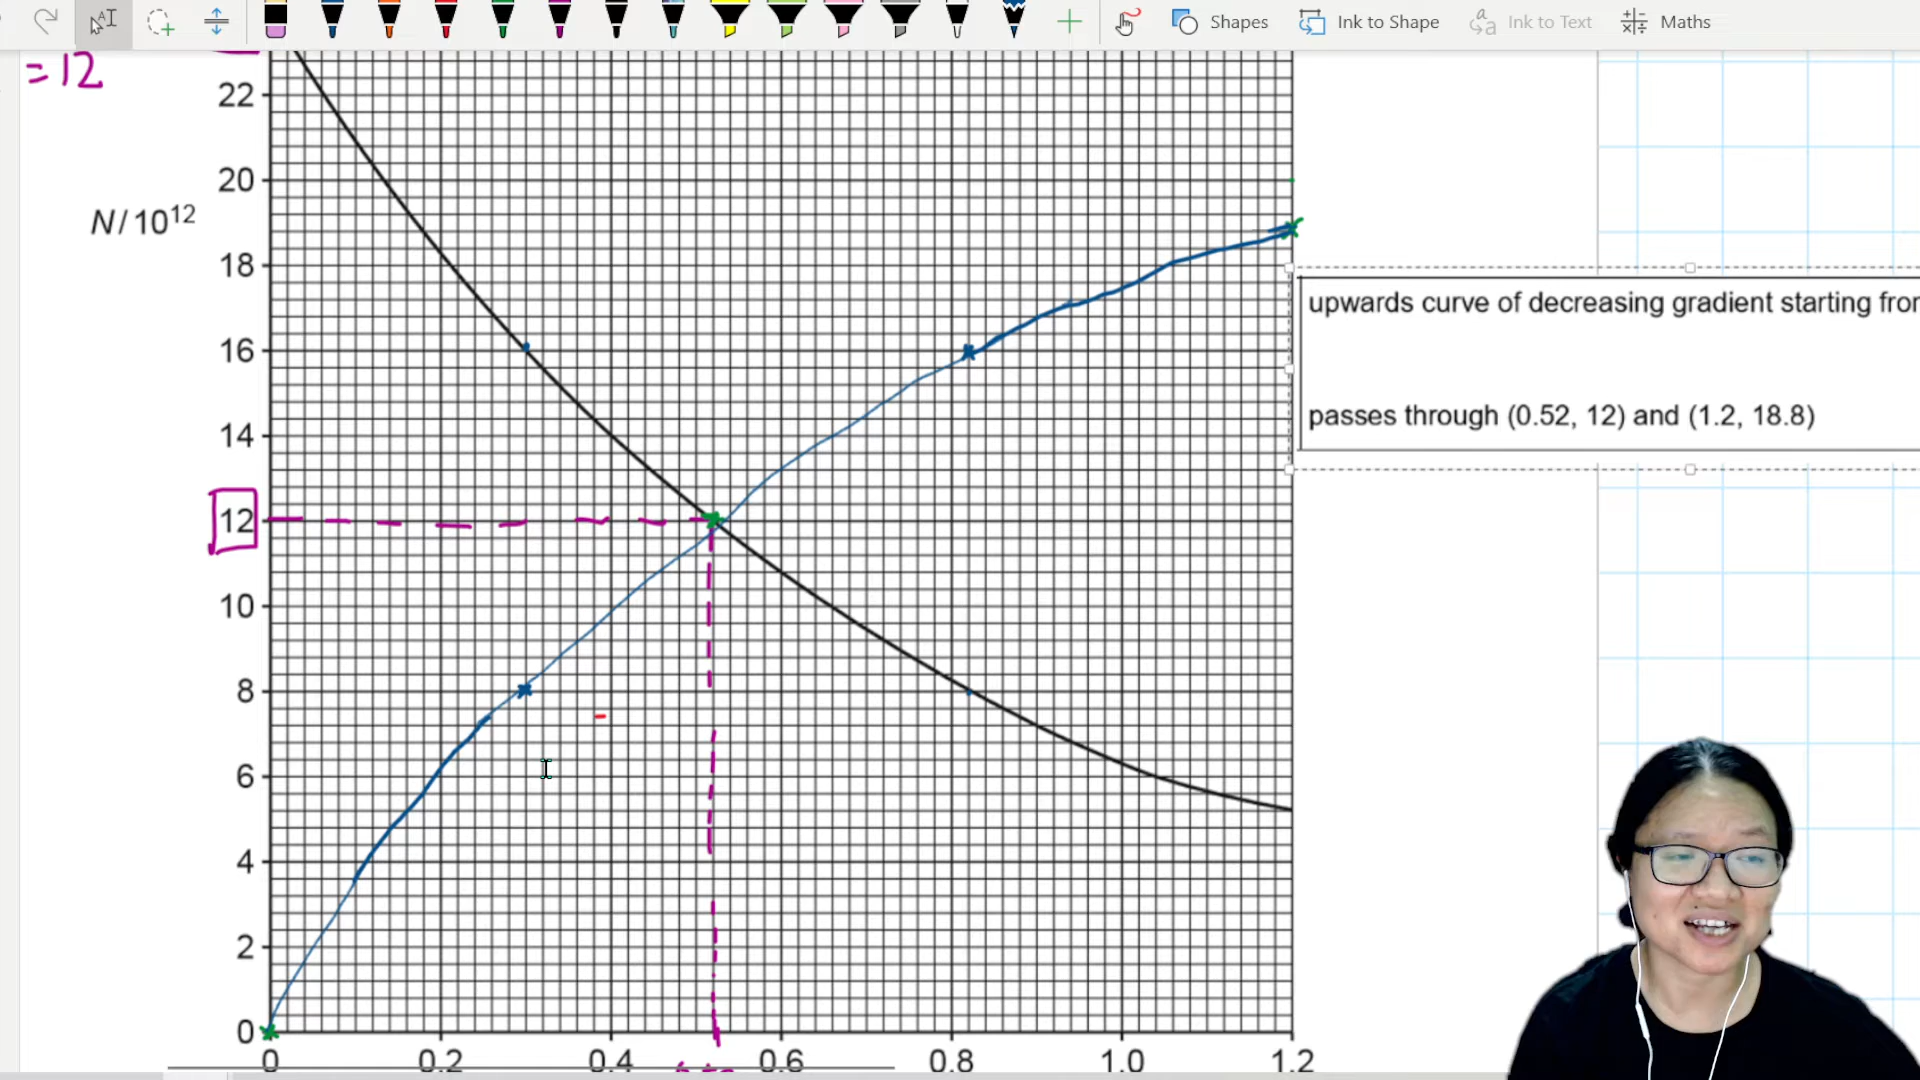 Shapes
Ink to Shape
Ink to Text
Maths
=12
22
20
N/10¹²
18
upwards curve of decreasing gradient starting
16
passes through (0.52, 12) and (1.2, 18.8)
14
12
10
8
6
4
2
0
0 0.2 0.4 0.6 0.8 1.0 1.2